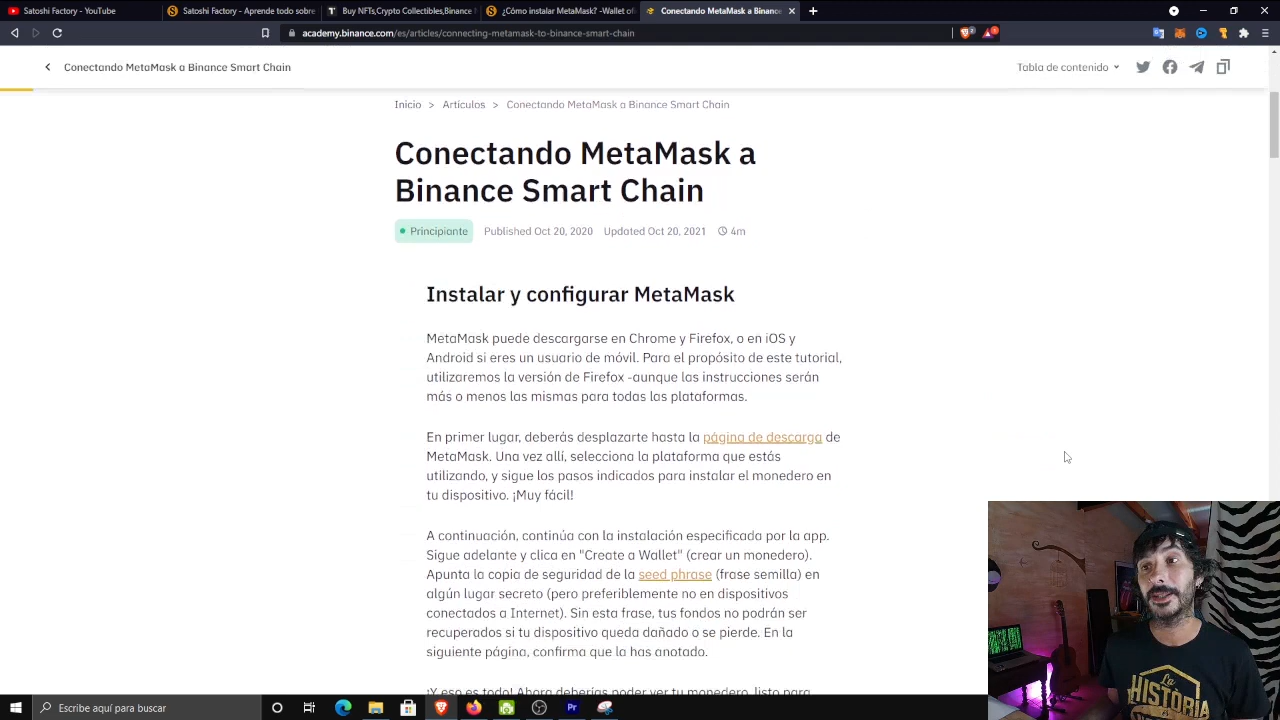 Satoshi Factory - YouTube
Satoshi Factory - Aprende todo sobre
Buy NFTs,Crypto Collectibles,Binance N
¿Cómo instalar MetaMask? -Wallet of
Conectando MetaMask a Binance
academy.binance.com/es/articles/connecting-metamask-to-binance-smart-chain
Conectando MetaMask a Binance Smart Chain
Tabla de contenido
Inicio > Artículos > Conectando MetaMask a Binance Smart Chain
Conectando MetaMask a
Binance Smart Chain
Principiante Published Oct 20, 2020 Updated Oct 20, 2021 4m
Instalar y configurar MetaMask
MetaMask puede descargarse en Chrome y Firefox, o en iOS y
Android si eres un usuario de móvil. Para el propósito de este tutorial,
utilizaremos la versión de Firefox -aunque las instrucciones serán
más o menos las mismas para todas las plataformas.
En primer lugar, deberás desplazarte hasta la página de descarga de
MetaMask. Una vez allí, selecciona la plataforma que estás
utilizando, y sigue los pasos indicados para instalar el monedero en
tu dispositivo. ¡Muy fácil!
A continuación, continúa con la instalación especificada por la app.
Sigue adelante y clica en "Create a Wallet" (crear un monedero).
Apunta la copia de seguridad de la seed phrase (frase semilla) en
algún lugar secreto (pero preferiblemente no en dispositivos
conectados a Internet). Sin esta frase, tus fondos no podrán ser
recuperados si tu dispositivo queda dañado o se pierde. En la
siguiente página, confirma que la has anotado.
¡Y eso es todo! Ahora deberías poder ver tu monedero, listo para
La
HISTORIA
Escribe aquí para buscar